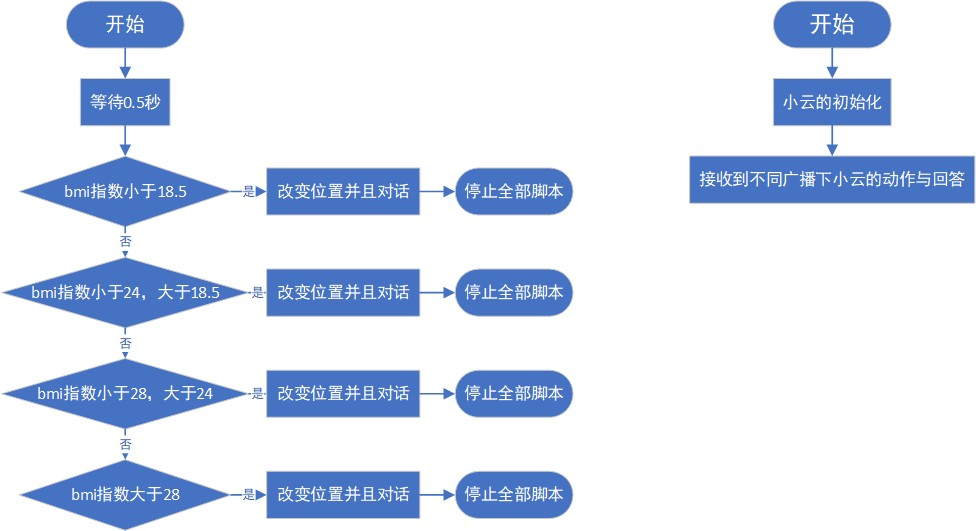 开始
等待0.5秒
bmi指数小于18.5
是
改变位置并且对话
停止全部脚本
否
bmi指数小于24，大于18.5
是
改变位置并且对话
停止全部脚本
否
bmi指数小于28，大于24
是
改变位置并且对话
停止全部脚本
否
bmi指数大于28
是
改变位置并且对话
停止全部脚本
开始
小云的初始化
接收到不同广播下小云的动作与回答